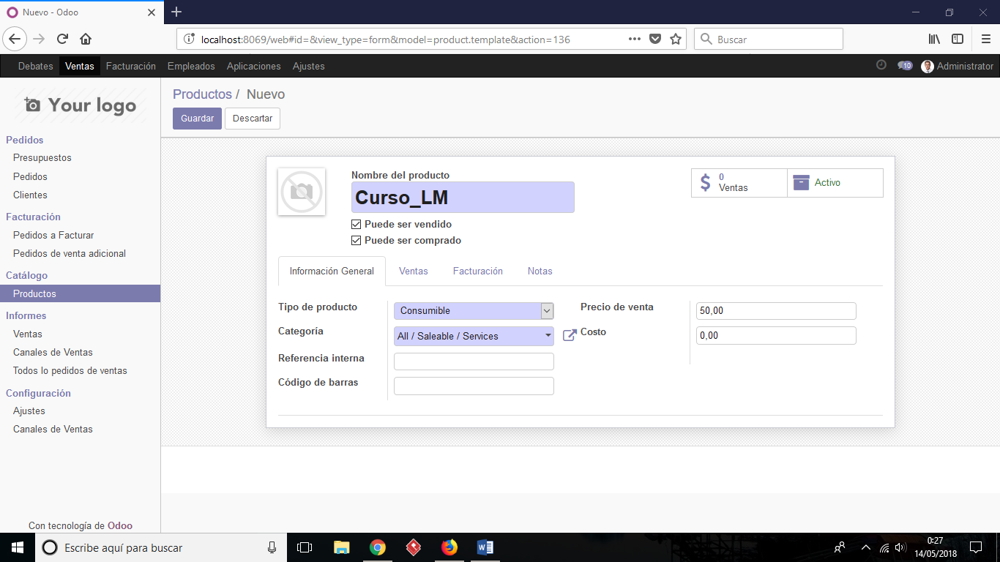 Nuevo - Odoo
localhost:8069/web#id=&view_type=form&model=product.template&action=136
Buscar
Debates Ventas Facturación Empleados Aplicaciones Ajustes
10 Administrator
Your logo
Productos / Nuevo
Guardar Descartar
Pedidos
Presupuestos
Pedidos
Clientes
Facturación
Pedidos a Facturar
Pedidos de venta adicional
Catálogo
Productos
Informes
Ventas
Canales de Ventas
Todos lo pedidos de ventas
Configuración
Ajustes
Canales de Ventas
Con tecnología de Odoo
Nombre del producto
Curso_LM
Puede ser vendido
Puede ser comprado
$ 0
Ventas
Activo
Información General Ventas Facturación Notas
Tipo de producto Consumible
Categoría All / Saleable / Services
Referencia interna
Código de barras
Precio de venta 50,00
Costo 0,00
Escribe aquí para buscar
0:27
14/05/2018